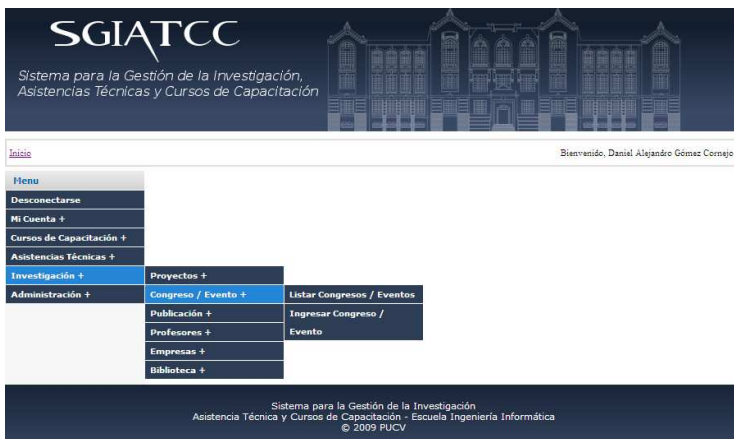 SGIATCC
Sistema para la Gestión de la Investigación,
Asistencias Técnicas y Cursos de Capacitación
Inicio
Bienvenido, Daniel Alejandro Gómez Cornejo
Menu
Desconectarse
Mi Cuenta +
Cursos de Capacitación +
Asistencias Técnicas +
Investigación +
Administración +
Proyectos +
Congreso / Evento +
Publicación +
Profesores +
Empresas +
Biblioteca +
Listar Congresos / Eventos
Ingresar Congreso /
Evento
Sistema para la Gestión de la Investigación
Asistencia Técnica y Cursos de Capacitación - Escuela Ingeniería Informática
© 2009 PUCV